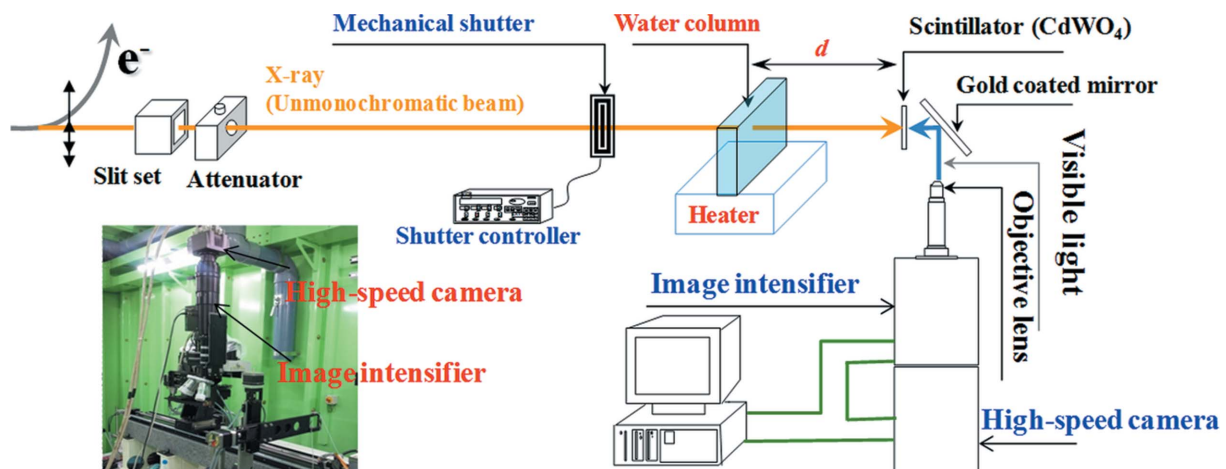 Mechanical shutter
Water column
Scintillator (CdWO₄)
e⁻
X-ray
(Unmonochromatic beam)
d
Gold coated mirror
Slit set
Attenuator
Heater
Shutter controller
Visible light
Objective lens
High-speed camera
Image intensifier
Image intensifier
High-speed camera